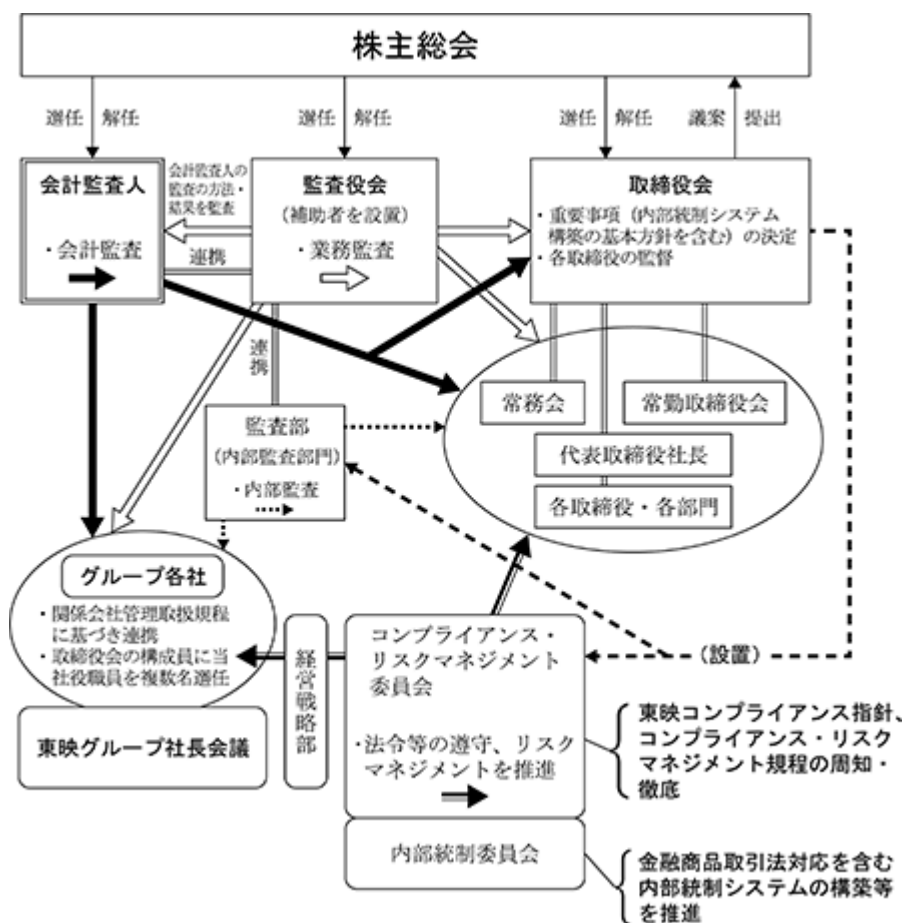 株主総会
選任 解任
選任 解任
選任 解任
議案 提出
会計監査人
・会計監査
会計監査人の
監査の方法・
結果を監査
連携
監査役会
(補助者を設置)
・業務監査
取締役会
・重要事項(内部統制システム
構築の基本方針を含む)の決定
・各取締役の監督
連携
監査部
(内部監査部門)
・内部監査
常務会
常勤取締役会
代表取締役社長
各取締役・各部門
グループ各社
・関係会社管理取扱規程
に基づき連携
・取締役会の構成員に当
社役職員を複数名選任
東映グループ社長会議
経営戦略部
コンプライアンス・
リスクマネジメント
委員会
・法令等の遵守、リスク
マネジメントを推進
内部統制委員会
(設置)
東映コンプライアンス指針、
コンプライアンス・リスク
マネジメント規程の周知・
徹底
金融商品取引法対応を含む
内部統制システムの構築等
を推進